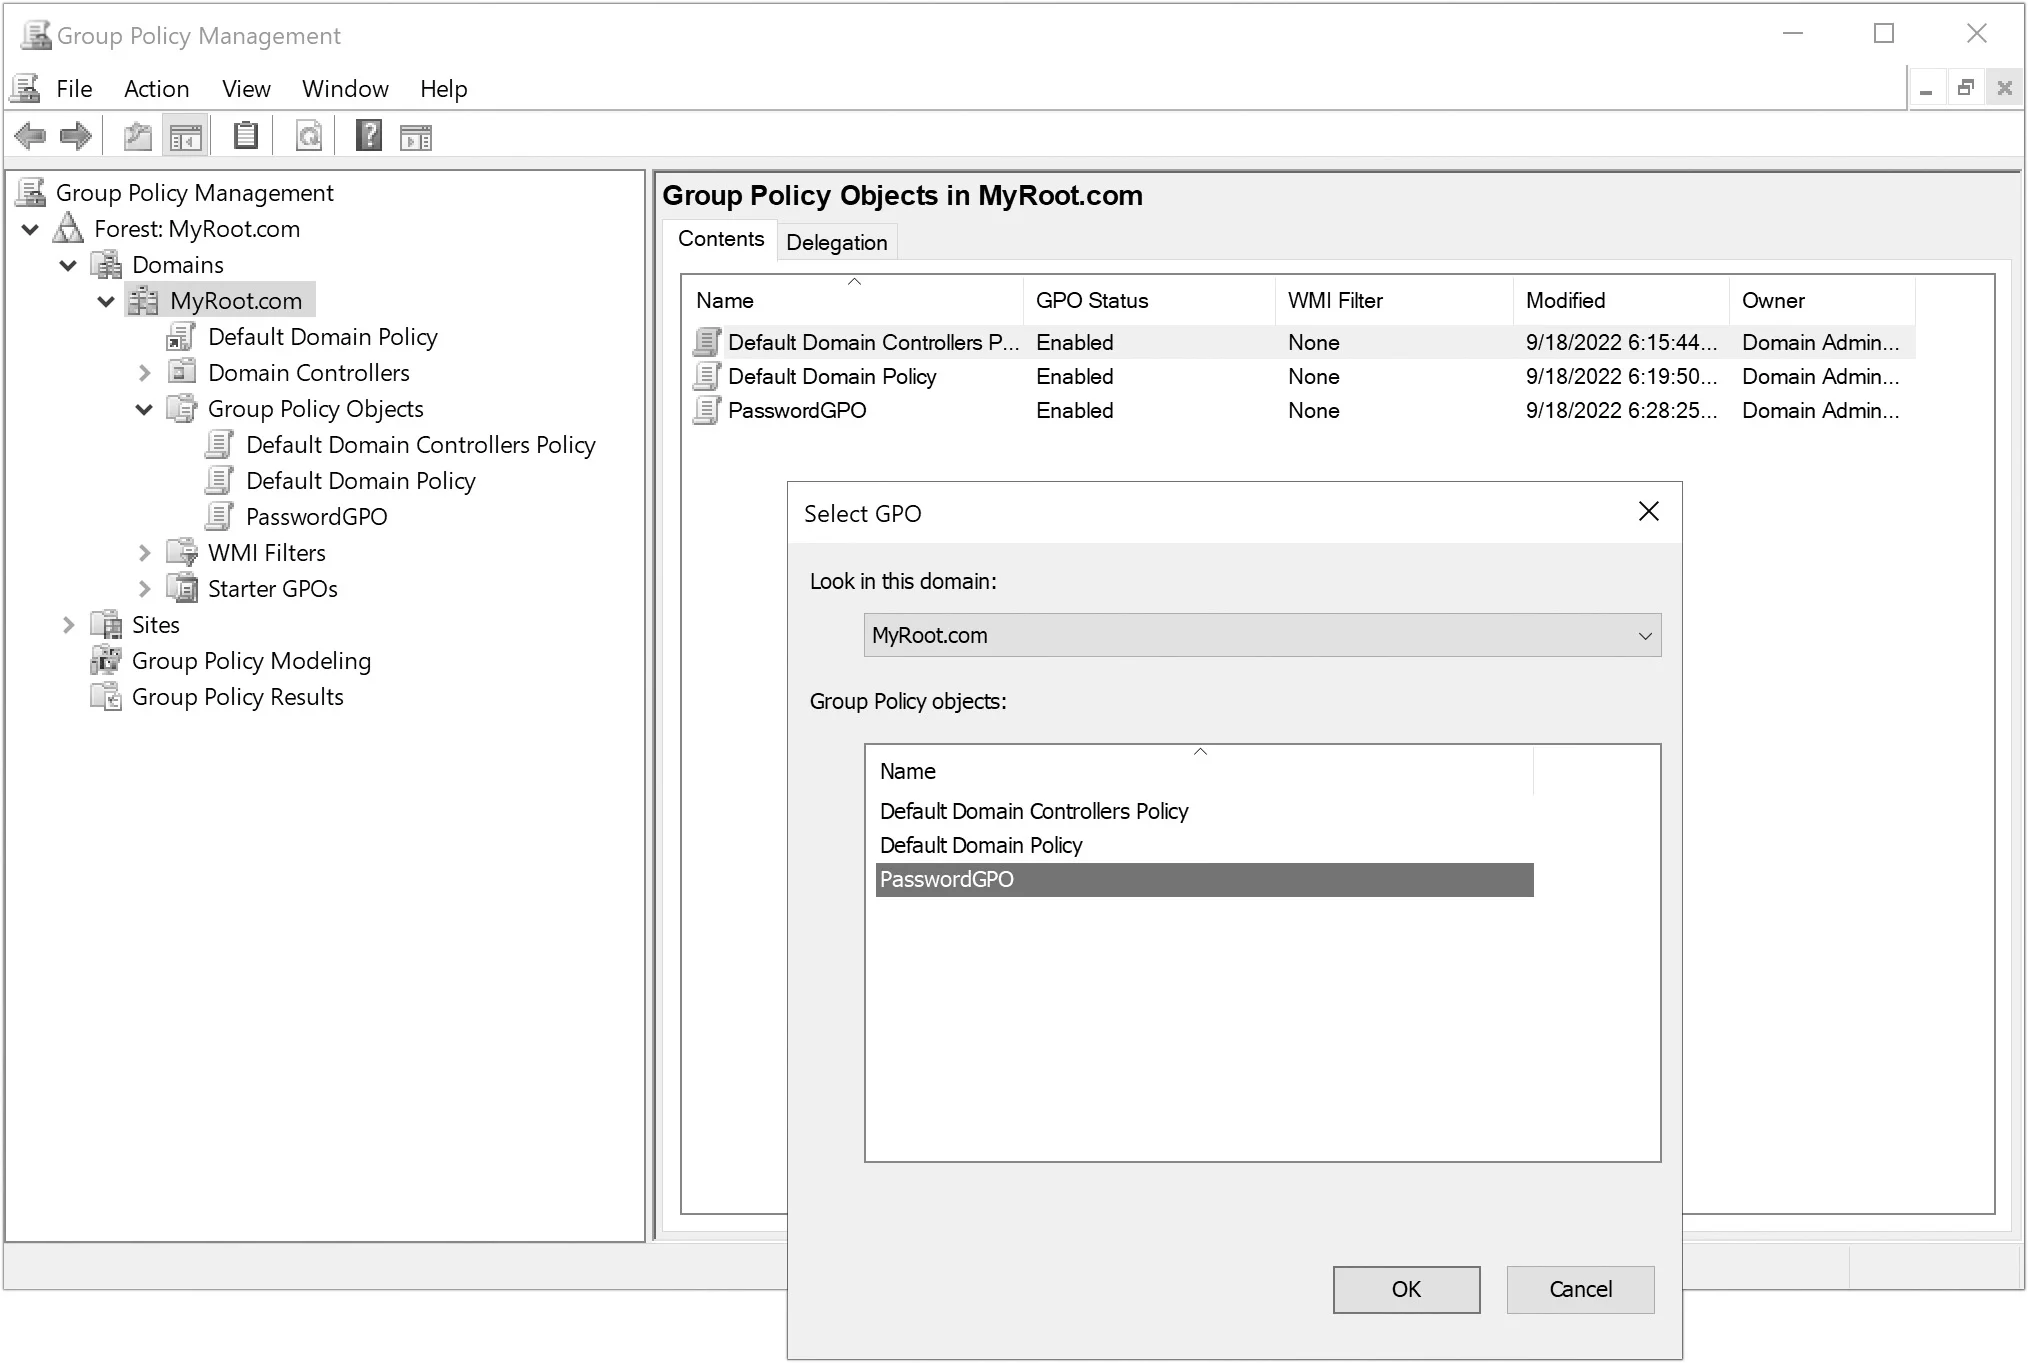 Group Policy Management
File Action View Window Help
Group Policy Management
Forest: MyRoot.com
Domains
MyRoot.com
Default Domain Policy
Domain Controllers
Group Policy Objects
Default Domain Controllers Policy
Default Domain Policy
PasswordGPO
WMI Filters
Starter GPOs
Sites
Group Policy Modeling
Group Policy Results
Group Policy Objects in MyRoot.com
Contents Delegation
Name GPO Status WMI Filter Modified Owner
Default Domain Controllers P... Enabled None 9/18/2022 6:15:44... Domain Admin...
Default Domain Policy Enabled None 9/18/2022 6:19:50... Domain Admin...
PasswordGPO Enabled None 9/18/2022 6:28:25... Domain Admin...
Select GPO
Look in this domain:
MyRoot.com
Group Policy objects:
Name
Default Domain Controllers Policy
Default Domain Policy
PasswordGPO
OK Cancel